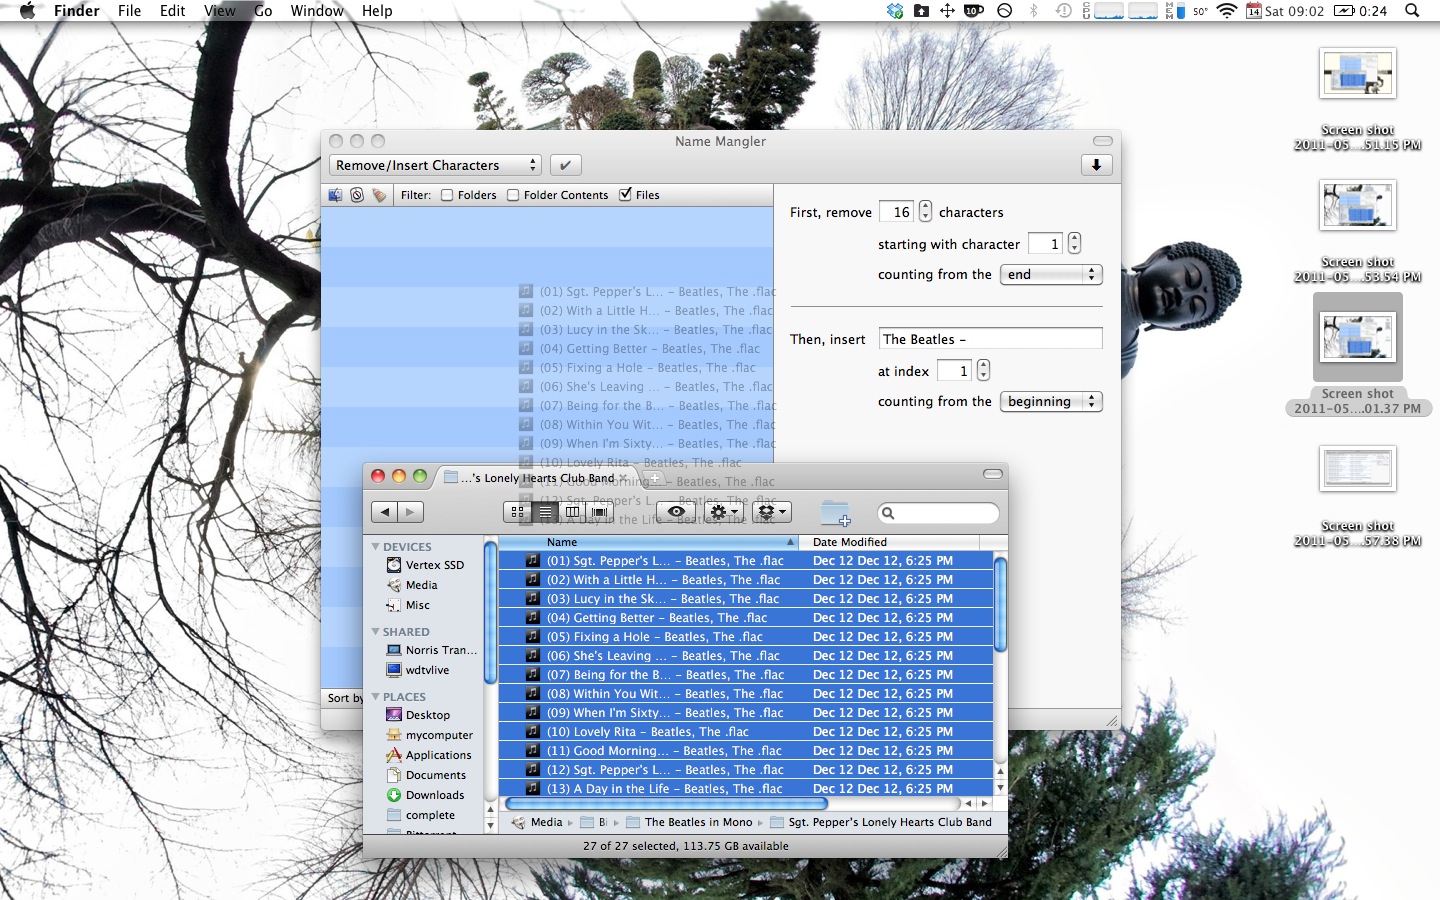 Finder File Edit View Go Window Help
50° 14 Sat 09:02 0:24
Name Mangler
Remove/Insert Characters
Filter: Folders Folder Contents Files
First, remove 16 characters
starting with character 1
counting from the end
Then, insert The Beatles –
at index 1
counting from the beginning
(01) Sgt. Pepper's L... – Beatles, The .flac
(02) With a Little H... – Beatles, The .flac
(03) Lucy in the Sk... – Beatles, The .flac
(04) Getting Better – Beatles, The .flac
(05) Fixing a Hole – Beatles, The .flac
(06) She's Leaving ... – Beatles, The .flac
(07) Being for the B... – Beatles, The .flac
(08) Within You Wit... – Beatles, The .flac
(09) When I'm Sixty... – Beatles, The .flac
(10) Lovely Rita – Beatles, The .flac
(11) Good Morning... – Beatles, The .flac
(12) Sgt. Pepper's L... – Beatles, The .flac
(13) A Day in the Life – Beatles, The .flac
Sort by
...'s Lonely Hearts Club Band
Name Date Modified
DEVICES
Vertex SSD
Media
Misc
SHARED
Norris Tran...
wdtvlive
PLACES
Desktop
mycomputer
Applications
Documents
Downloads
complete
(01) Sgt. Pepper's L... – Beatles, The .flac Dec 12 Dec 12, 6:25 PM
(02) With a Little H... – Beatles, The .flac Dec 12 Dec 12, 6:25 PM
(03) Lucy in the Sk... – Beatles, The .flac Dec 12 Dec 12, 6:25 PM
(04) Getting Better – Beatles, The .flac Dec 12 Dec 12, 6:25 PM
(05) Fixing a Hole – Beatles, The .flac Dec 12 Dec 12, 6:25 PM
(06) She's Leaving ... – Beatles, The .flac Dec 12 Dec 12, 6:25 PM
(07) Being for the B... – Beatles, The .flac Dec 12 Dec 12, 6:25 PM
(08) Within You Wit... – Beatles, The .flac Dec 12 Dec 12, 6:25 PM
(09) When I'm Sixty... – Beatles, The .flac Dec 12 Dec 12, 6:25 PM
(10) Lovely Rita – Beatles, The .flac Dec 12 Dec 12, 6:25 PM
(11) Good Morning... – Beatles, The .flac Dec 12 Dec 12, 6:25 PM
(12) Sgt. Pepper's L... – Beatles, The .flac Dec 12 Dec 12, 6:25 PM
(13) A Day in the Life – Beatles, The .flac Dec 12 Dec 12, 6:25 PM
Media The Beatles in Mono Sgt. Pepper's Lonely Hearts Club Band
27 of 27 selected, 113.75 GB available
Screen shot
2011-05....51.15 PM
Screen shot
2011-05....53.54 PM
Screen shot
2011-05....01.37 PM
Screen shot
2011-05....57.38 PM